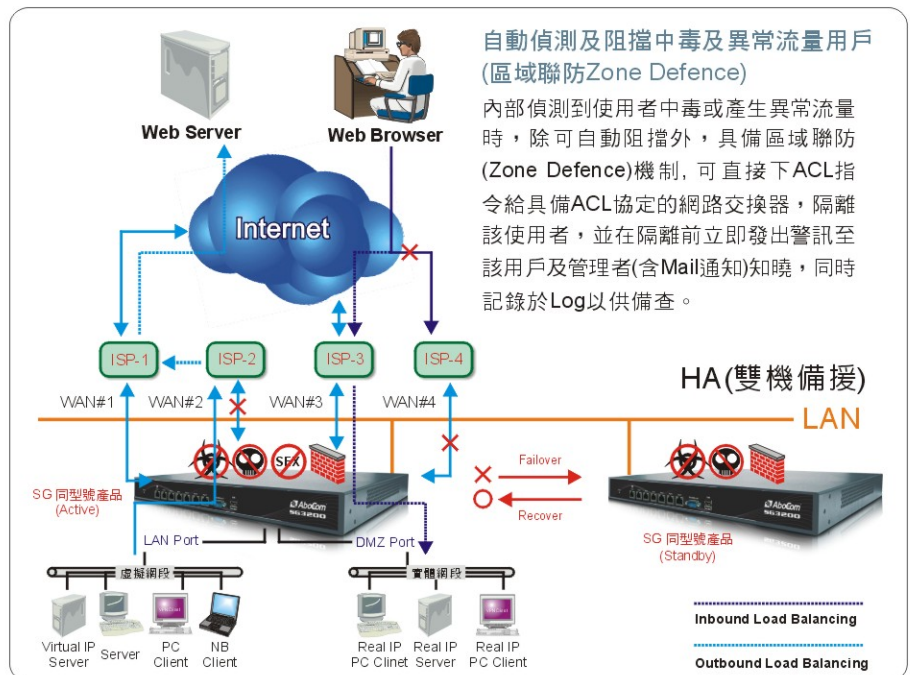 自動偵測及阻擋中毒及異常流量用戶
(區域聯防Zone Defence)
內部偵測到使用者中毒或產生異常流量
時，除可自動阻擋外，具備區域聯防
(Zone Defence)機制, 可直接下ACL指
令給具備ACL協定的網路交換器，隔離
該使用者，並在隔離前立即發出警訊至
該用戶及管理者(含Mail通知)知曉，同時
記錄於Log以供備查。
Web Server
Web Browser
Internet
ISP-1
ISP-2
ISP-3
ISP-4
HA(雙機備援)
WAN#1
WAN#2
WAN#3
WAN#4
LAN
SEX
Failover
Recover
SG 同型號產品
(Active)
AboCom
SG3200
AboCom
SG3200
SG 同型號產品
(Standby)
LAN Port
DMZ Port
虛擬網段
實體網段
Virtual IP
Server
Server
PC
Client
NB
Client
Real IP
PC Clinet
Real IP
Server
Real IP
PC Client
Inbound Load Balancing
Outbound Load Balancing